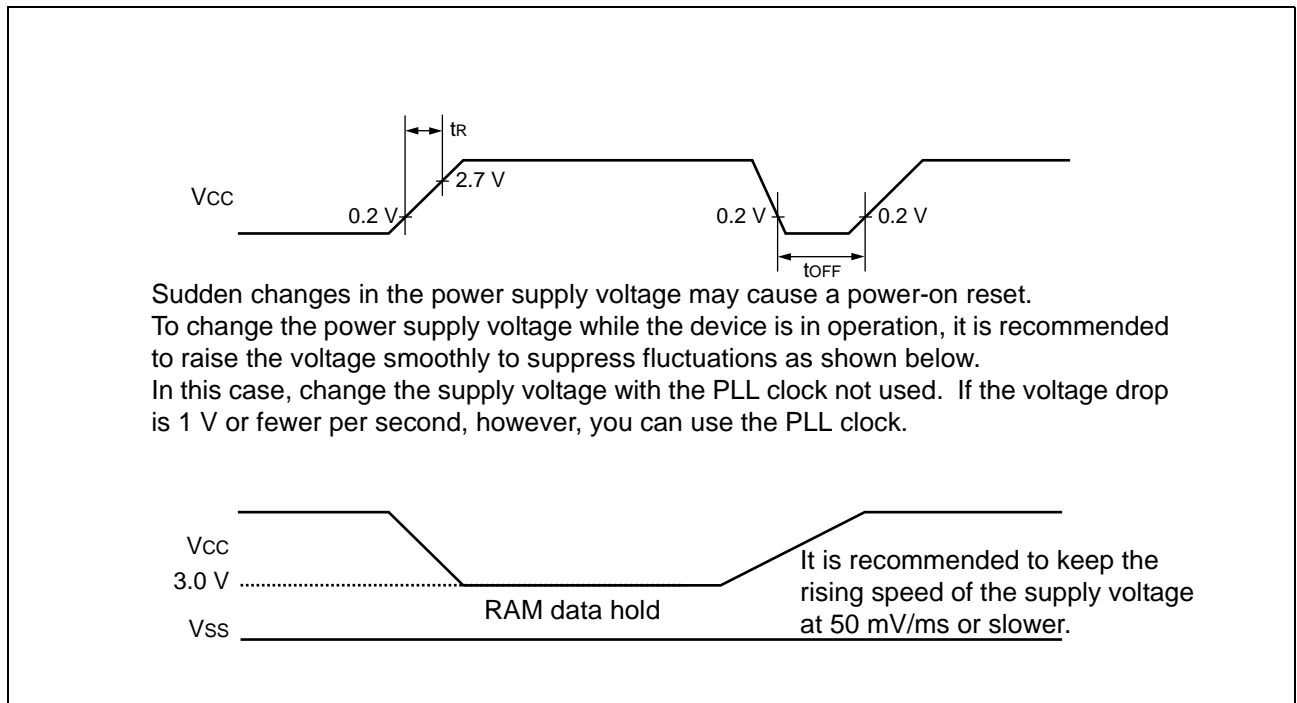 tR
2.7 V
VCC
0.2 V
0.2 V
0.2 V
tOFF
Sudden changes in the power supply voltage may cause a power-on reset.
To change the power supply voltage while the device is in operation, it is recommended
to raise the voltage smoothly to suppress fluctuations as shown below.
In this case, change the supply voltage with the PLL clock not used. If the voltage drop
is 1 V or fewer per second, however, you can use the PLL clock.
VCC
3.0 V
RAM data hold
VSS
It is recommended to keep the
rising speed of the supply voltage
at 50 mV/ms or slower.